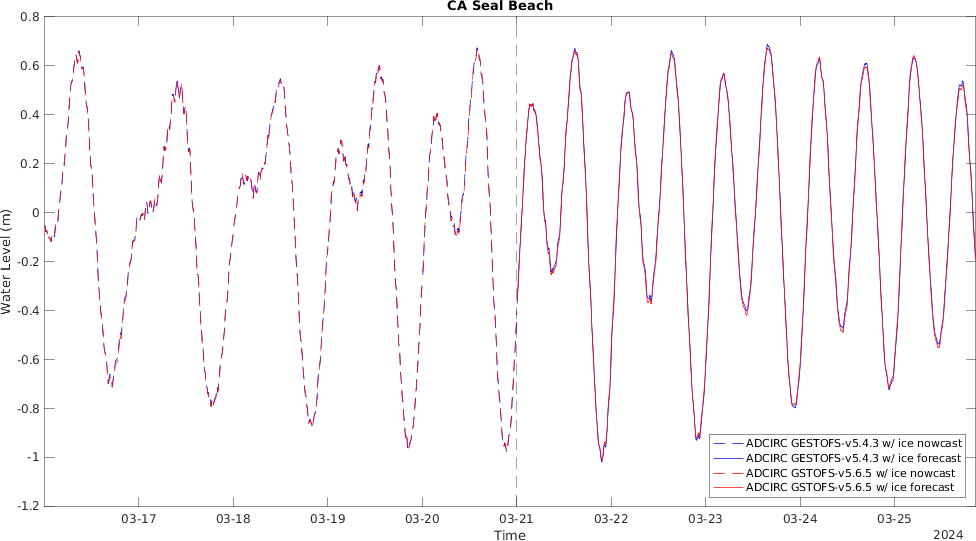 CA Seal Beach
0.8
0.6
0.4
0.2
0
-0.2
-0.4
-0.6
-0.8
-1
-1.2
Water Level (m)
03-17 03-18 03-19 03-20 03-21 03-22 03-23 03-24 03-25
Time
2024
ADCIRC GESTOFS-v5.4.3 w/ ice nowcast
ADCIRC GESTOFS-v5.4.3 w/ ice forecast
ADCIRC GSTOFS-v5.6.5 w/ ice nowcast
ADCIRC GSTOFS-v5.6.5 w/ ice forecast